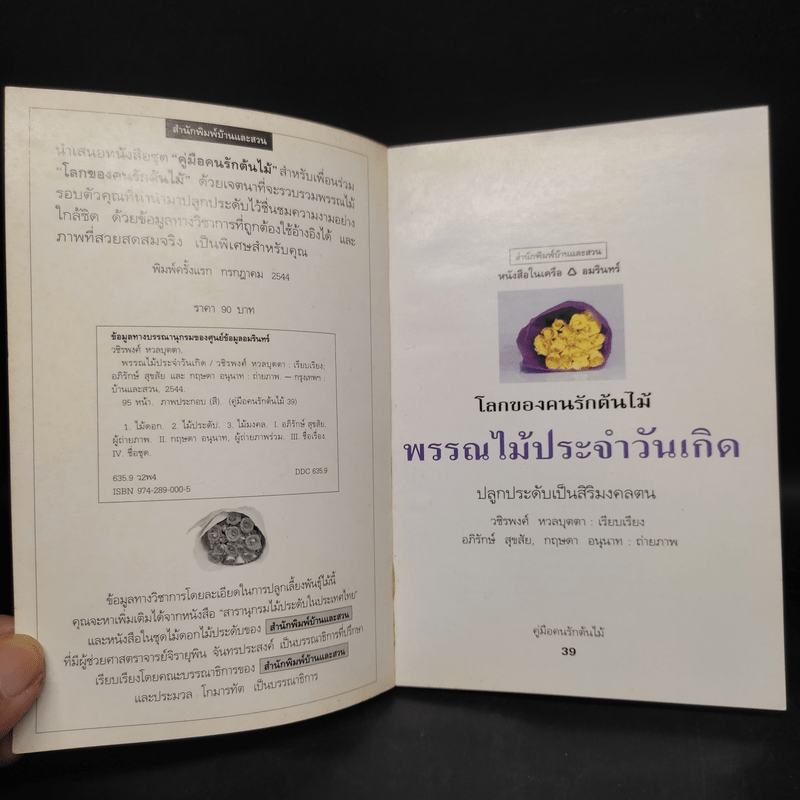 สำนักพิมพ์บ้านและสวน
นำเสนอหนังสือชุด "คู่มือคนรักต้นไม้" สำหรับเพื่อนร่วม
"โลกของคนรักต้นไม้" ด้วยเจตนาที่จะรวบรวมพรรณไม้
รอบตัวคุณที่นำมาปลูกประดับไว้ชื่นชมความงามอย่าง
ใกล้ชิด ด้วยข้อมูลทางวิชาการที่ถูกต้องใช้อ้างอิงได้ และ
ภาพที่สวยสดสมจริง เป็นพิเศษสำหรับคุณ
พิมพ์ครั้งแรก กรกฎาคม 2544
ราคา 90 บาท
ข้อมูลทางบรรณานุกรมของศูนย์ข้อมูลอมรินทร์
วชิรพงศ์ หวลบุตตา.
พรรณไม้ประจำวันเกิด / วชิรพงศ์ หวลบุตตา : เรียบเรียง;
อภิรักษ์ สุขสัย และ กฤษดา อนุนาท : ถ่ายภาพ. — กรุงเทพฯ :
บ้านและสวน, 2544.
95 หน้า. ภาพประกอบ (สี). (คู่มือคนรักต้นไม้ 39)
1. ไม้ดอก. 2. ไม้ประดับ. 3. ไม้มงคล. I. อภิรักษ์ สุขสัย,
ผู้ถ่ายภาพ. II. กฤษดา อนุนาท, ผู้ถ่ายภาพร่วม. III. ชื่อเรื่อง.
IV. ชื่อชุด.
635.9 ว2พ4 DDC 635.9
ISBN 974-289-000-5
ข้อมูลทางวิชาการโดยละเอียดในการปลูกเลี้ยงพันธุ์ไม้นี้
คุณจะหาเพิ่มเติมได้จากหนังสือ "สารานุกรมไม้ประดับในประเทศไทย"
และหนังสือในชุดไม้ดอกไม้ประดับของ สำนักพิมพ์บ้านและสวน
ที่มีผู้ช่วยศาสตราจารย์จิรายุพิน จันทรประสงค์ เป็นบรรณาธิการที่ปรึกษา
เรียบเรียงโดยคณะบรรณาธิการของ สำนักพิมพ์บ้านและสวน
และประมวล โกมารทัต เป็นบรรณาธิการ
สำนักพิมพ์บ้านและสวน
หนังสือในเครือ อมรินทร์
โลกของคนรักต้นไม้
พรรณไม้ประจำวันเกิด
ปลูกประดับเป็นสิริมงคลตน
วชิรพงศ์ หวลบุตตา : เรียบเรียง
อภิรักษ์ สุขสัย, กฤษดา อนุนาท : ถ่ายภาพ
คู่มือคนรักต้นไม้
39